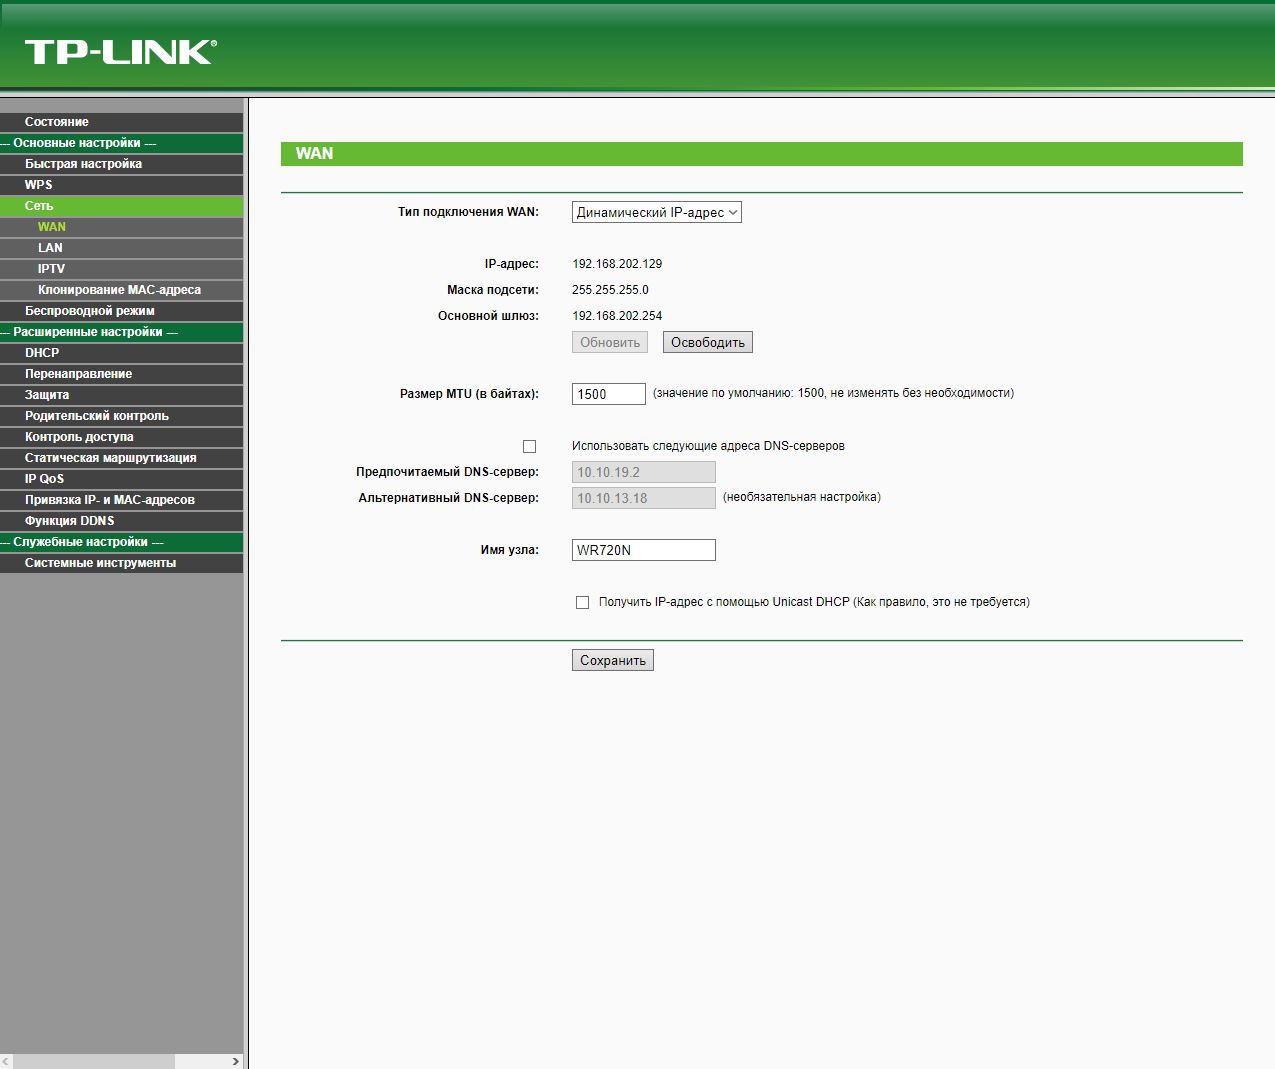 TP-LINK®
Состояние
--- Основные настройки ---
Быстрая настройка
WPS
Сеть
WAN
LAN
IPTV
Клонирование MAC-адреса
Беспроводной режим
--- Расширенные настройки ---
DHCP
Перенаправление
Защита
Родительский контроль
Контроль доступа
Статическая маршрутизация
IP QoS
Привязка IP- и MAC-адресов
Функция DDNS
--- Служебные настройки ---
Системные инструменты
WAN
Тип подключения WAN: Динамический IP-адрес
IP-адрес: 192.168.202.129
Маска подсети: 255.255.255.0
Основной шлюз: 192.168.202.254
Обновить Освободить
Размер MTU (в байтах): 1500 (значение по умолчанию: 1500, не изменять без необходимости)
Использовать следующие адреса DNS-серверов
Предпочитаемый DNS-сервер: 10.10.19.2
Альтернативный DNS-сервер: 10.10.13.18 (необязательная настройка)
Имя узла: WR720N
Получить IP-адрес с помощью Unicast DHCP (Как правило, это не требуется)
Сохранить